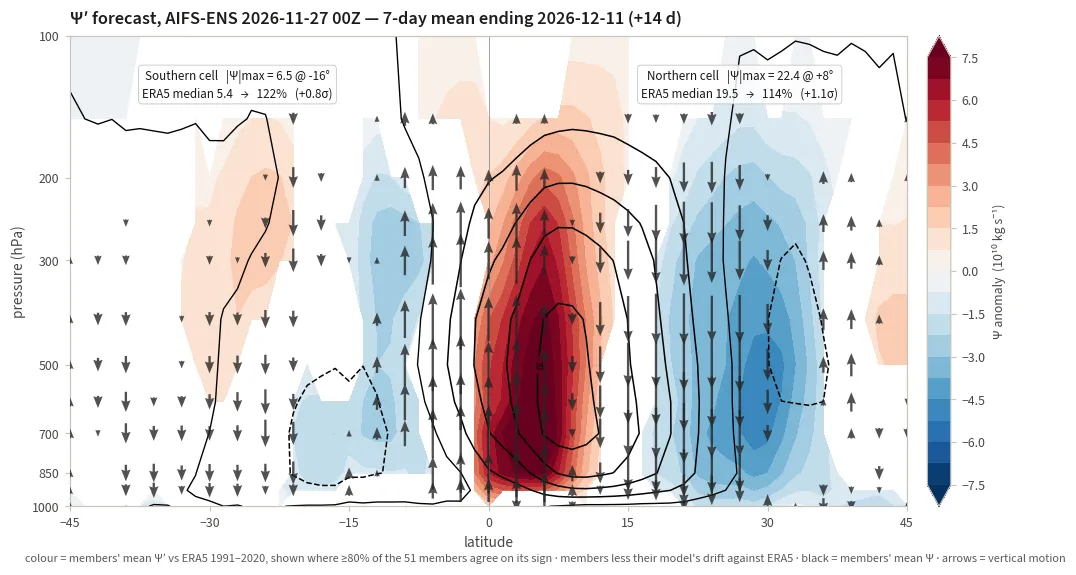 Ψ′ forecast, AIFS-ENS 2026-11-27 00Z — 7-day mean ending 2026-12-11 (+14 d)
Southern cell |Ψ|max = 6.5 @ -16°
ERA5 median 5.4 → 122% (+0.8σ)
Northern cell |Ψ|max = 22.4 @ +8°
ERA5 median 19.5 → 114% (+1.1σ)
100
200
300
400
500
700
850
1000
pressure (hPa)
−45
−30
−15
0
15
30
45
latitude
7.5
6.0
4.5
3.0
1.5
0.0
−1.5
−3.0
−4.5
−6.0
−7.5
Ψ anomaly (10¹⁰ kg s⁻¹)
colour = members' mean Ψ′ vs ERA5 1991–2020, shown where ≥80% of the 51 members agree on its sign · members less their model's drift against ERA5 · black = members' mean Ψ · arrows = vertical motion